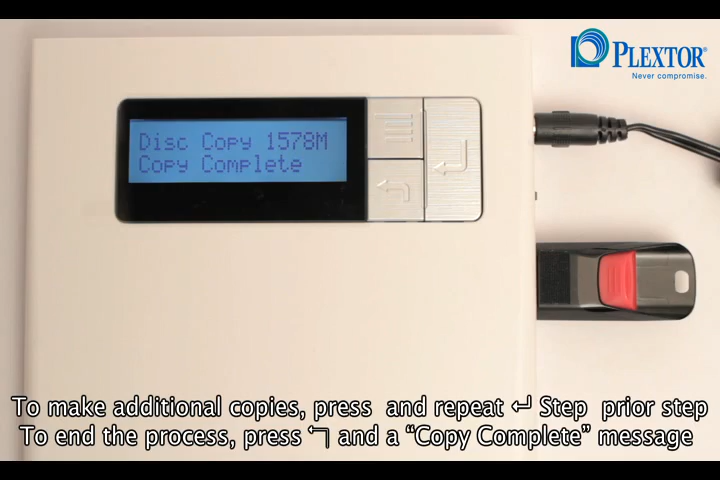 PLEXTOR®
Never compromise.
Disc Copy 1578M
Copy Complete
To make additional copies, press  and repeat ↵ Step  prior step
To end the process, press ↰ and a “Copy Complete” message